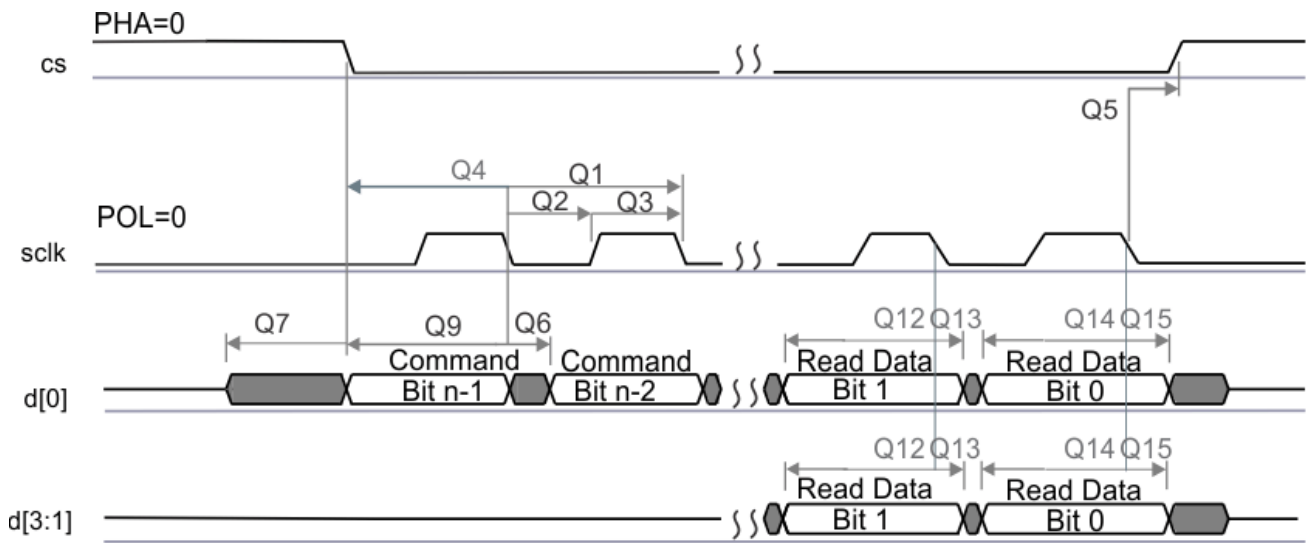 PHA=0
cs
Q5
Q4 Q1
Q2 Q3
POL=0
sclk
Q7 Q9 Q6 Q12 Q13 Q14 Q15
Command Command Read Data Read Data
d[0] Bit n-1 Bit n-2 Bit 1 Bit 0
Q12 Q13 Q14 Q15
Read Data Read Data
d[3:1] Bit 1 Bit 0